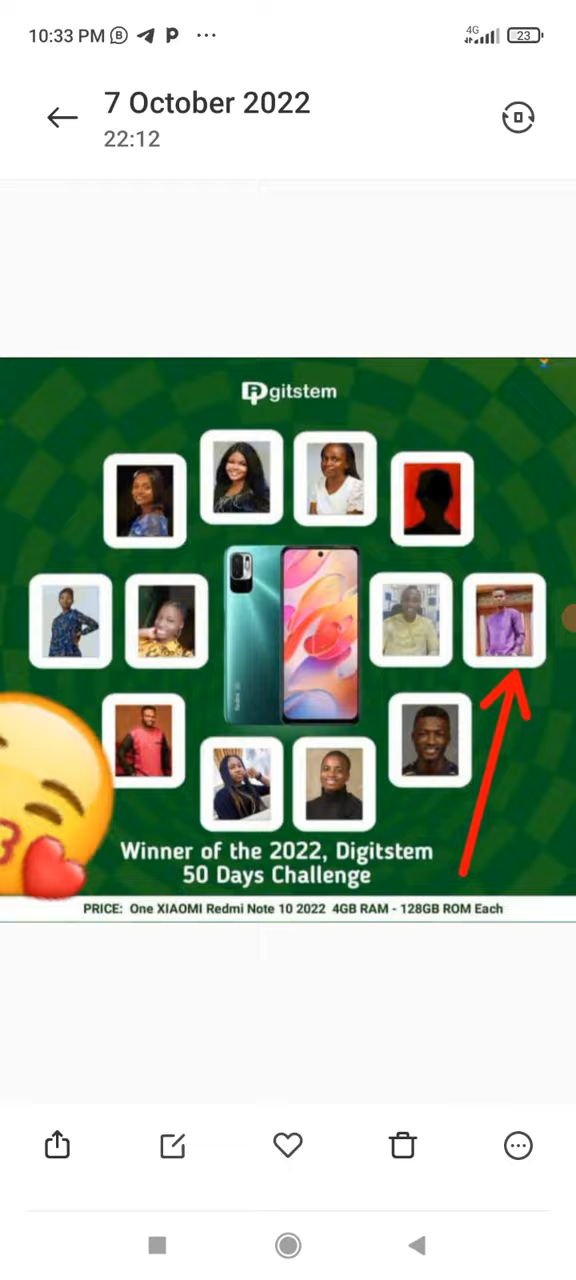 10:33 PM
4G
23
7 October 2022
22:12
Digitstem
Winner of the 2022, Digitstem
50 Days Challenge
PRICE: One XIAOMI Redmi Note 10 2022 4GB RAM - 128GB ROM Each